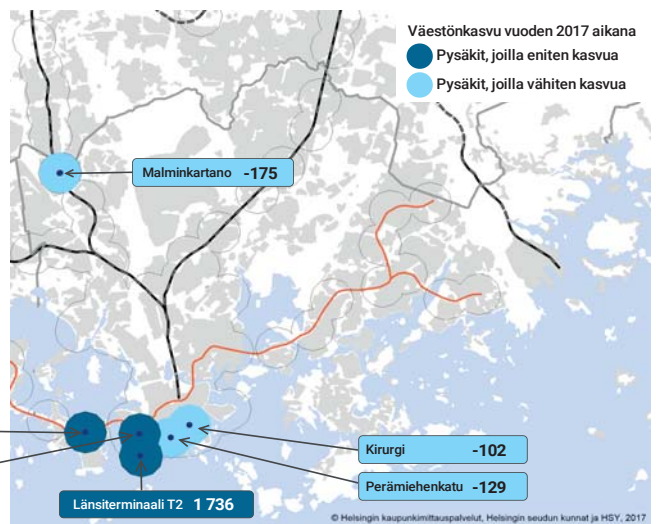 Väestönkasvu vuoden 2017 aikana
Pysäkit, joilla eniten kasvua
Pysäkit, joilla vähiten kasvua
Malminkartano -175
Kirurgi -102
Perämiehenkatu -129
Länsiterminaali T2 1 736
© Helsingin kaupunkimittauspalvelut, Helsingin seudun kunnat ja HSY, 2017